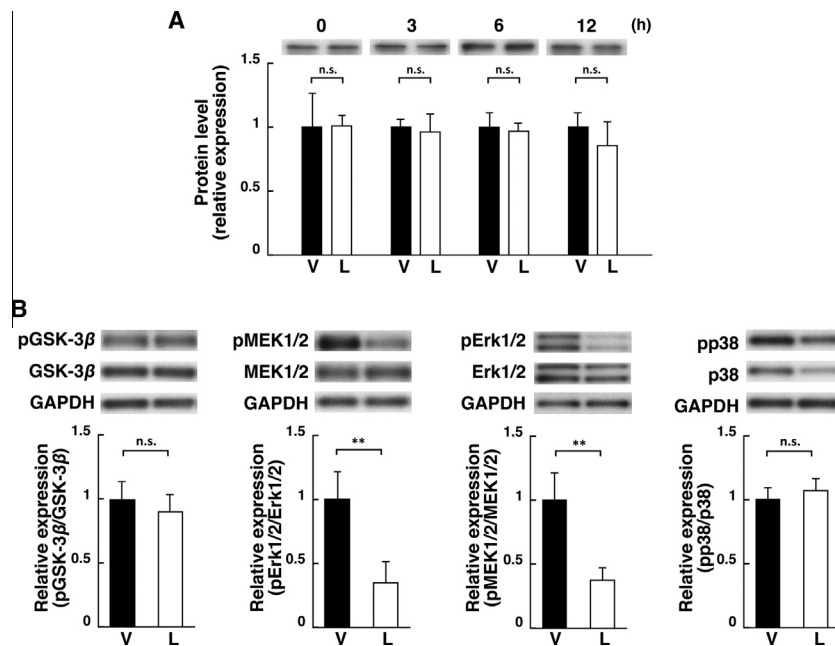 A
0 3 6 12 (h)
1.5
1
0.5
0
Protein level
(relative expression)
n.s. n.s. n.s. n.s.
V L V L V L V L
B
pGSK-3β
GSK-3β
GAPDH
1.5
1
0.5
0
Relative expression
(pGSK-3β/GSK-3β)
n.s.
V L
pMEK1/2
MEK1/2
GAPDH
1.5
1
0.5
0
Relative expression
(pErk1/2/Erk1/2)
**
V L
pErk1/2
Erk1/2
GAPDH
1.5
1
0.5
0
Relative expression
(pMEK1/2/MEK1/2)
**
V L
pp38
p38
GAPDH
1.5
1
0.5
0
Relative expression
(pp38/p38)
n.s.
V L